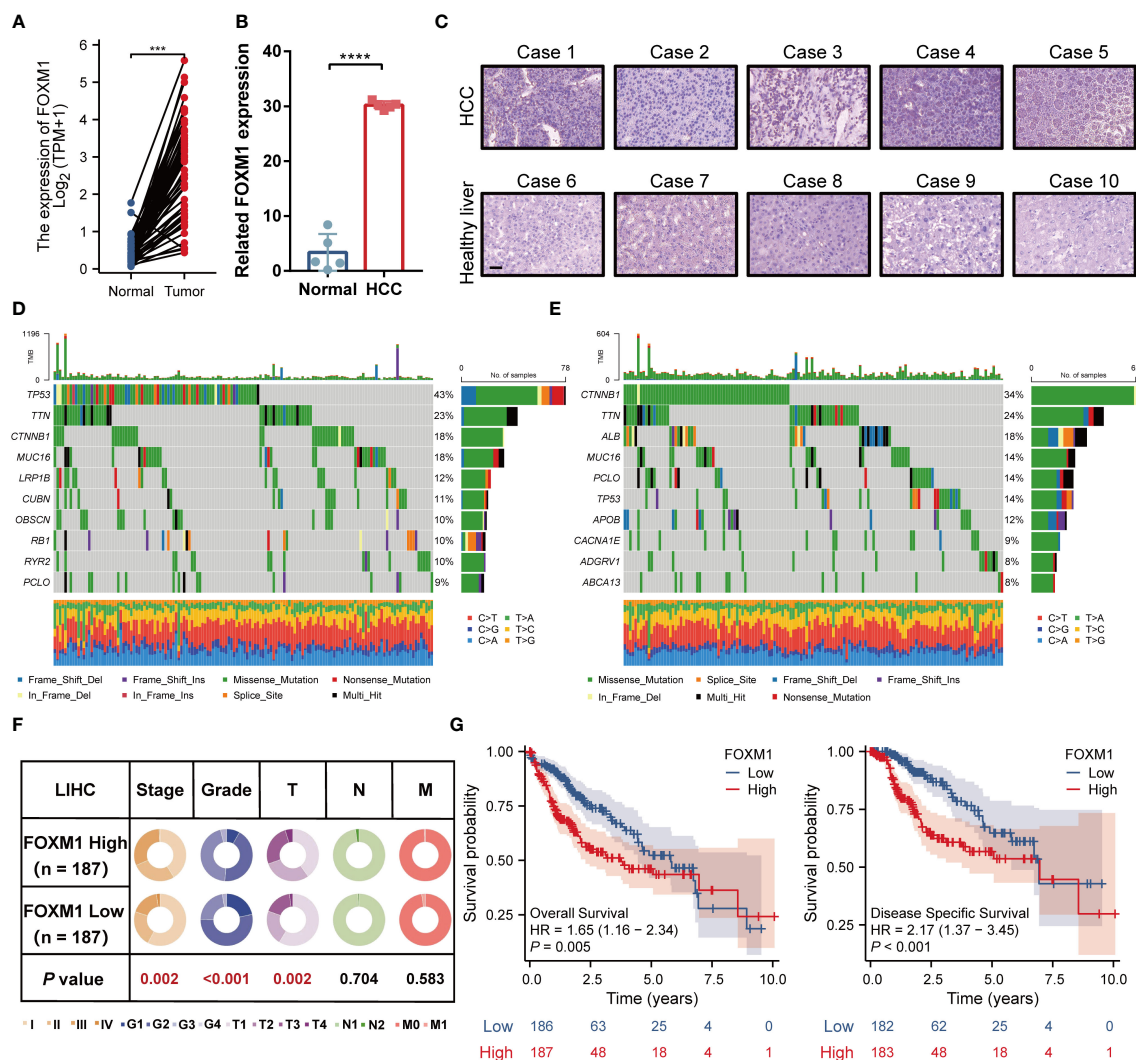 A
The expression of FOXM1
Log2 (TPM+1)
6
5
4
3
2
1
0
***
Normal Tumor
B
Related FOXM1 expression
40
30
20
10
0
****
Normal HCC
C
Case 1 Case 2 Case 3 Case 4 Case 5
HCC
Case 6 Case 7 Case 8 Case 9 Case 10
Healthy liver
D
1196
TMB
0
0 78
No. of samples
TP53 43%
TTN 23%
CTNNB1 18%
MUC16 18%
LRP1B 12%
CUBN 11%
OBSCN 10%
RB1 10%
RYR2 10%
PCLO 9%
C>T T>A
C>G T>C
C>A T>G
Frame_Shift_Del Frame_Shift_Ins Missense_Mutation Nonsense_Mutation
In_Frame_Del In_Frame_Ins Splice_Site Multi_Hit
E
604
TMB
0
0 6
No. of samples
CTNNB1 34%
TTN 24%
ALB 18%
MUC16 14%
PCLO 14%
TP53 14%
APOB 12%
CACNA1E 9%
ADGRV1 8%
ABCA13 8%
C>T T>A
C>G T>C
C>A T>G
Missense_Mutation Splice_Site Frame_Shift_Del Frame_Shift_Ins
In_Frame_Del Multi_Hit Nonsense_Mutation
F
LIHC Stage Grade T N M
FOXM1 High
(n = 187)
FOXM1 Low
(n = 187)
P value 0.002 <0.001 0.002 0.704 0.583
I II III IV G1 G2 G3 G4 T1 T2 T3 T4 N1 N2 M0 M1
G
Survival probability
1.00
0.75
0.50
0.25
FOXM1
Low
High
Overall Survival
HR = 1.65 (1.16 − 2.34)
P = 0.005
0.0 2.5 5.0 7.5 10.0
Time (years)
Low 186 63 25 4 0
High 187 48 18 4 1
Survival probability
1.00
0.75
0.50
0.25
FOXM1
Low
High
Disease Specific Survival
HR = 2.17 (1.37 − 3.45)
P < 0.001
0.0 2.5 5.0 7.5 10.0
Time (years)
Low 182 62 25 4 0
High 183 48 18 4 1